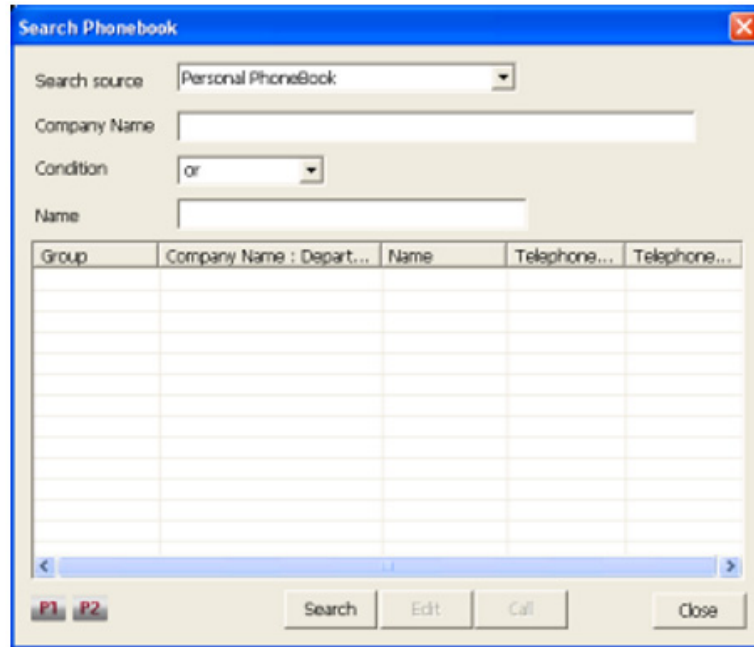 Search Phonebook
Search source Personal PhoneBook
Company Name
Condition or
Name
Group Company Name : Depart... Name Telephone... Telephone...
P1 P2 Search Edit Call Close